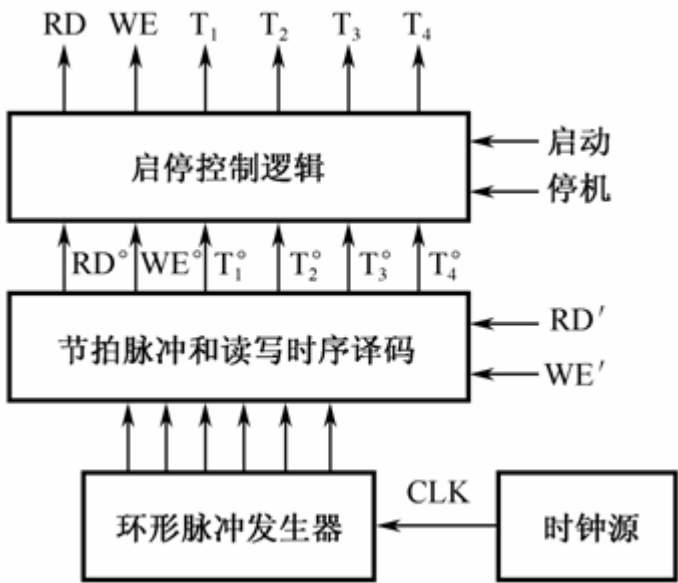 RD WE T₁ T₂ T₃ T₄
启停控制逻辑
启动
停机
RD° WE° T₁° T₂° T₃° T₄°
节拍脉冲和读写时序译码
RD′
WE′
环形脉冲发生器
CLK
时钟源